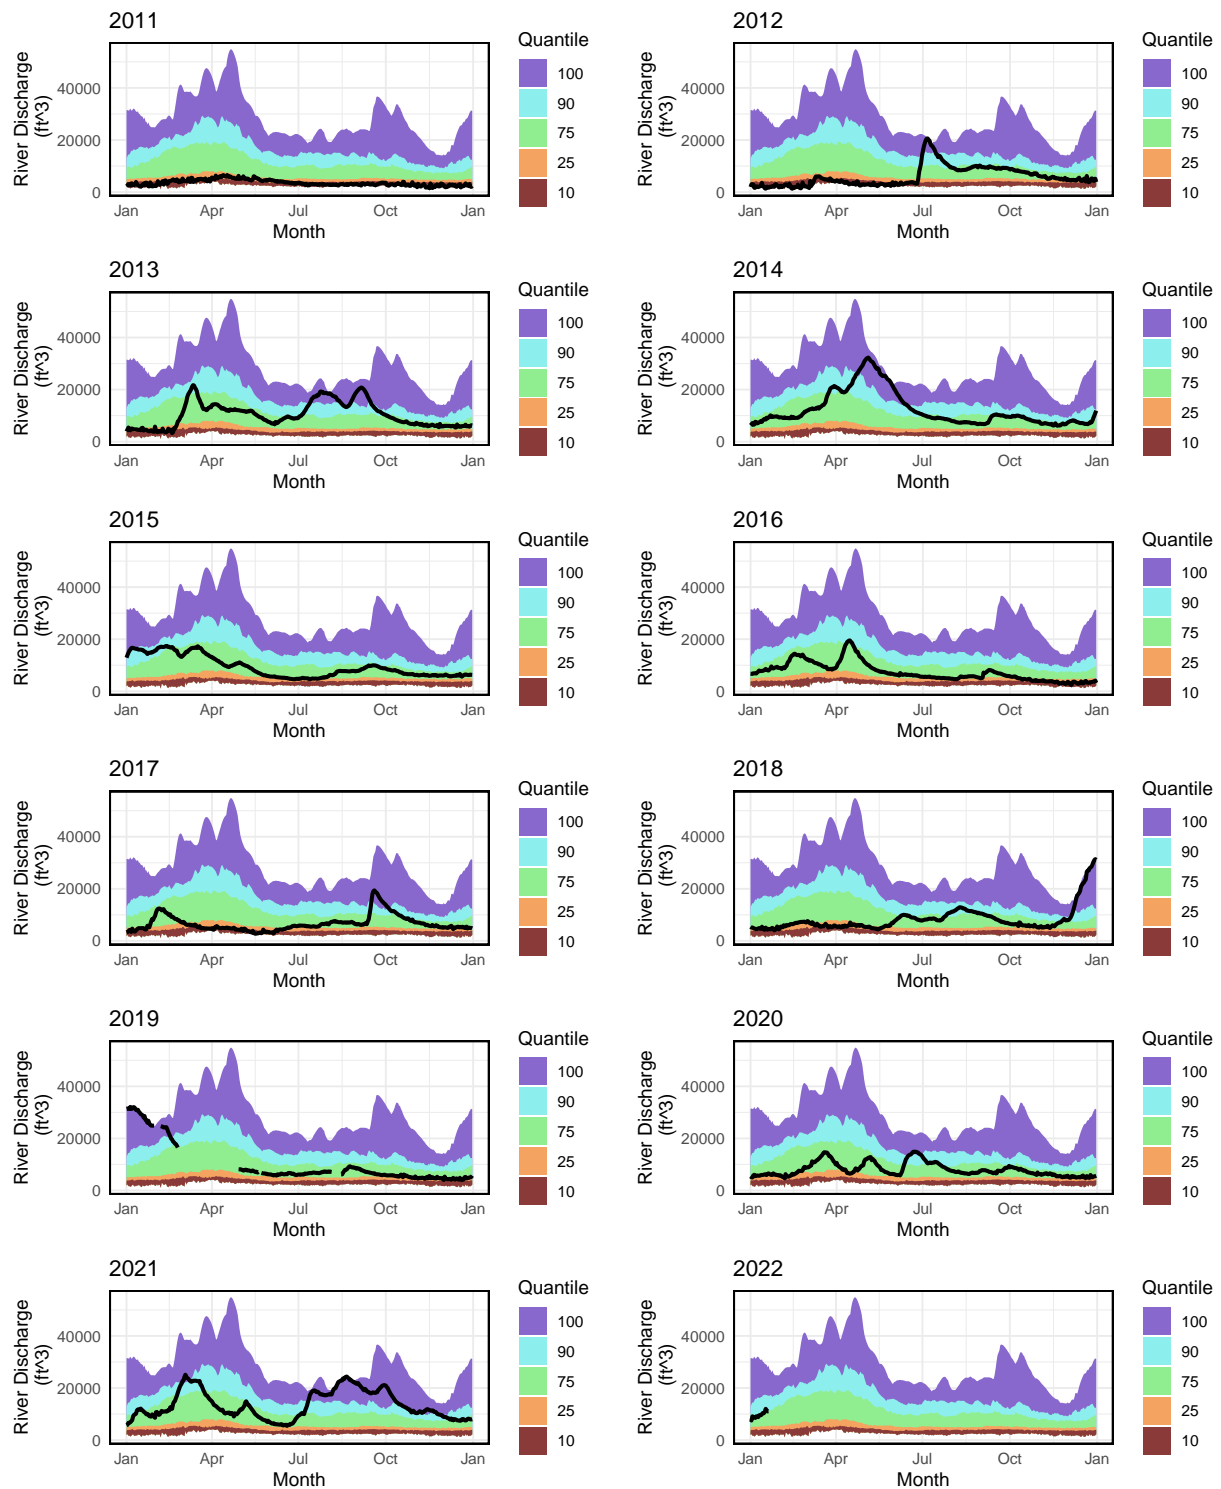 2011
River Discharge
(ft^3)
40000
20000
0
Jan
Apr
Jul
Oct
Jan
Month
Quantile
100
90
75
25
10
2012
River Discharge
(ft^3)
40000
20000
0
Jan
Apr
Jul
Oct
Jan
Month
Quantile
100
90
75
25
10
2013
River Discharge
(ft^3)
40000
20000
0
Jan
Apr
Jul
Oct
Jan
Month
Quantile
100
90
75
25
10
2014
River Discharge
(ft^3)
40000
20000
0
Jan
Apr
Jul
Oct
Jan
Month
Quantile
100
90
75
25
10
2015
River Discharge
(ft^3)
40000
20000
0
Jan
Apr
Jul
Oct
Jan
Month
Quantile
100
90
75
25
10
2016
River Discharge
(ft^3)
40000
20000
0
Jan
Apr
Jul
Oct
Jan
Month
Quantile
100
90
75
25
10
2017
River Discharge
(ft^3)
40000
20000
0
Jan
Apr
Jul
Oct
Jan
Month
Quantile
100
90
75
25
10
2018
River Discharge
(ft^3)
40000
20000
0
Jan
Apr
Jul
Oct
Jan
Month
Quantile
100
90
75
25
10
2019
River Discharge
(ft^3)
40000
20000
0
Jan
Apr
Jul
Oct
Jan
Month
Quantile
100
90
75
25
10
2020
River Discharge
(ft^3)
40000
20000
0
Jan
Apr
Jul
Oct
Jan
Month
Quantile
100
90
75
25
10
2021
River Discharge
(ft^3)
40000
20000
0
Jan
Apr
Jul
Oct
Jan
Month
Quantile
100
90
75
25
10
2022
River Discharge
(ft^3)
40000
20000
0
Jan
Apr
Jul
Oct
Jan
Month
Quantile
100
90
75
25
10